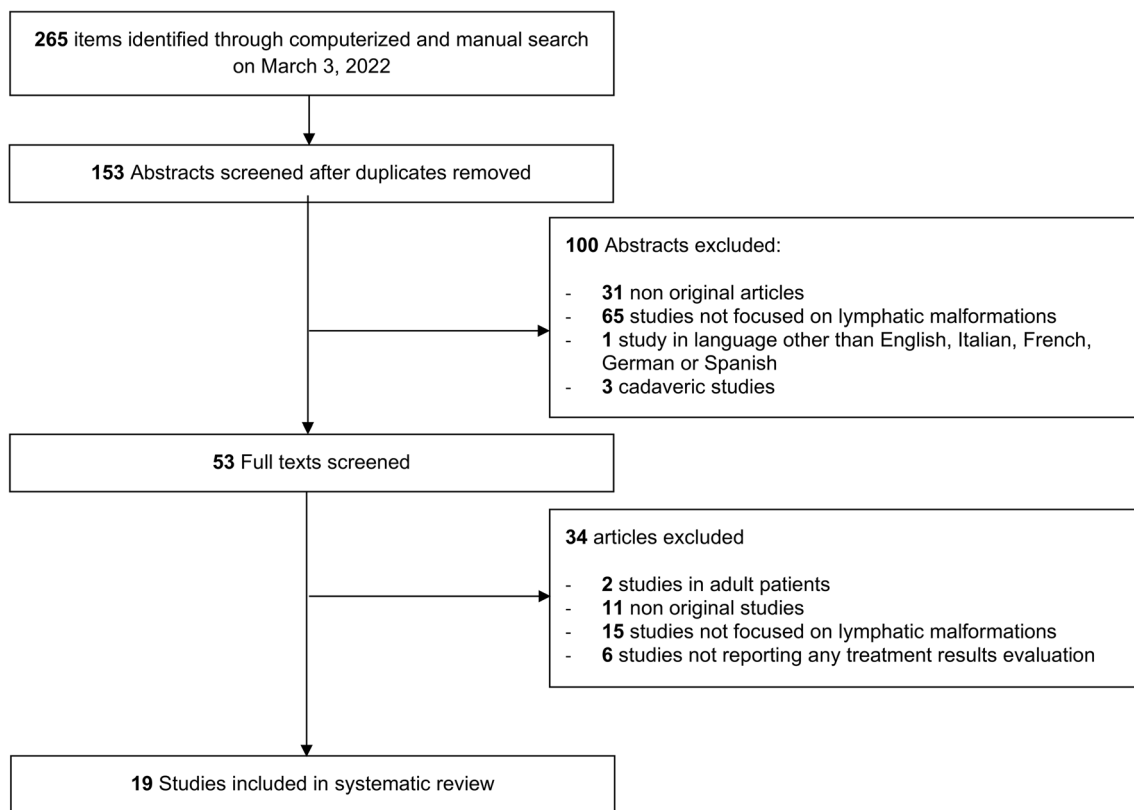 265 items identified through computerized and manual search
on March 3, 2022
153 Abstracts screened after duplicates removed
100 Abstracts excluded:
- 31 non original articles
- 65 studies not focused on lymphatic malformations
- 1 study in language other than English, Italian, French,
German or Spanish
- 3 cadaveric studies
53 Full texts screened
34 articles excluded
- 2 studies in adult patients
- 11 non original studies
- 15 studies not focused on lymphatic malformations
- 6 studies not reporting any treatment results evaluation
19 Studies included in systematic review